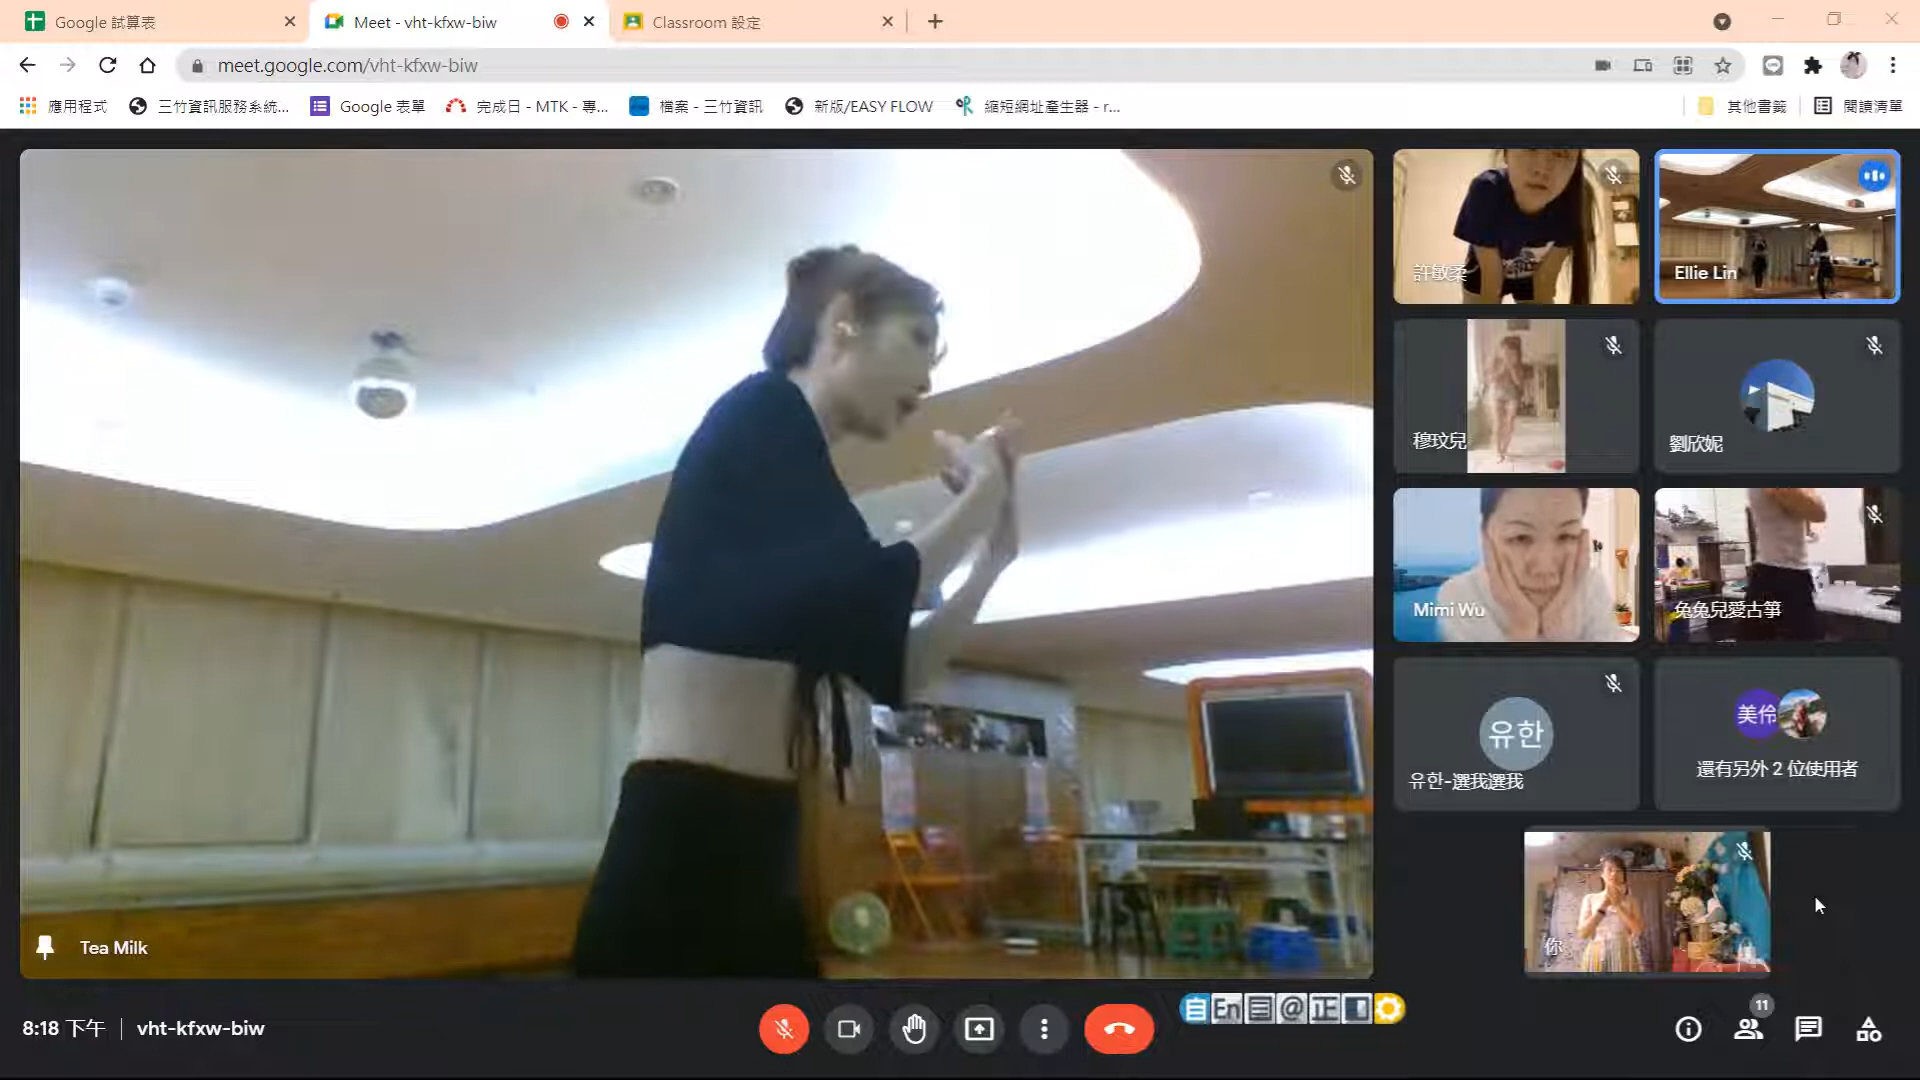 Google 試算表
Meet - vht-kfxw-biw
Classroom 設定
meet.google.com/vht-kfxw-biw
應用程式
三竹資訊服務系統...
Google 表單
完成日 - MTK - 專...
檔案 - 三竹資訊
新版/EASY FLOW
縮短網址產生器 - r...
其他書籤
閱讀清單
許敏柔
Ellie Lin
穆玟兒
劉欣妮
Mimi Wu
兔兔兒愛古箏
유한
유한-選我選我
美伶
還有另外 2 位使用者
你
Tea Milk
8:18 下午
vht-kfxw-biw
En
@
正
11